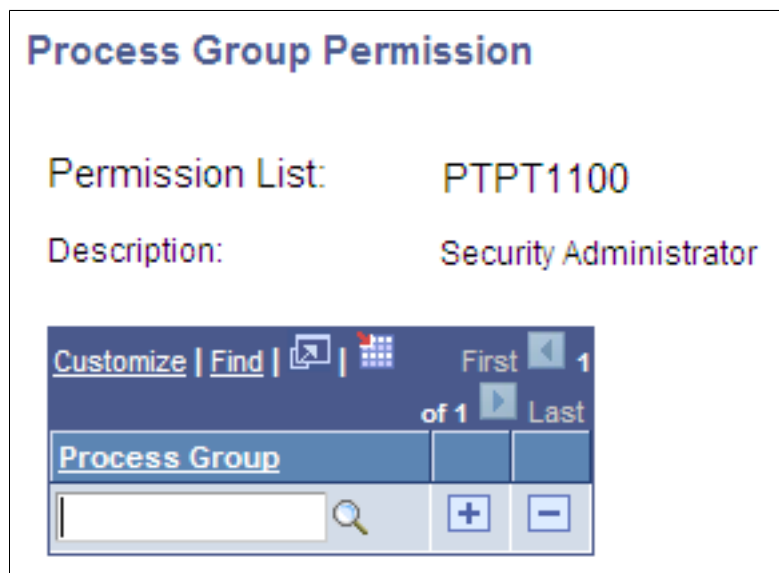 Process Group Permission
Permission List: PTPT1100
Description: Security Administrator
Customize | Find | | First 1
of 1 Last
Process Group